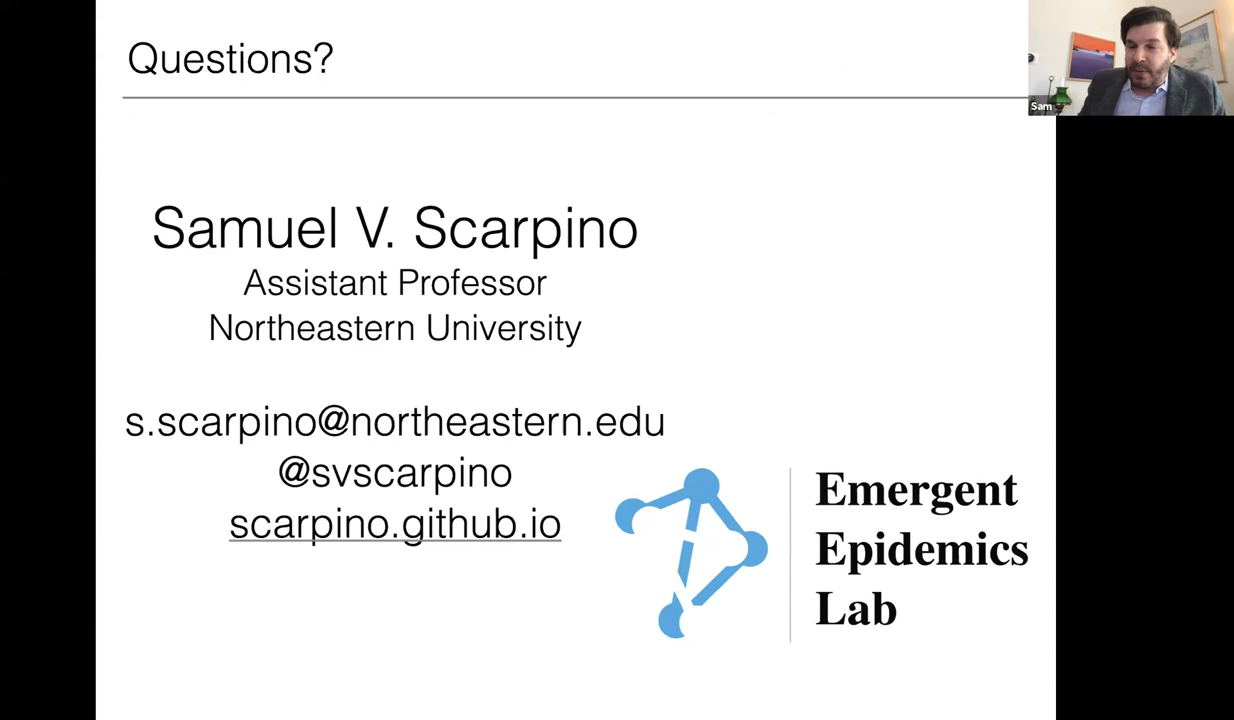 Questions?
Sam
Samuel V. Scarpino
Assistant Professor
Northeastern University
s.scarpino@northeastern.edu
@svscarpino
scarpino.github.io
Emergent
Epidemics
Lab